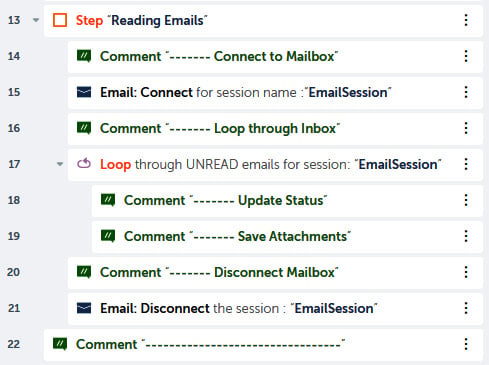 13 Step “Reading Emails”
14 Comment “------- Connect to Mailbox”
15 Email: Connect for session name :“EmailSession”
16 Comment “------- Loop through Inbox”
17 Loop through UNREAD emails for session: “EmailSession”
18 Comment “------- Update Status”
19 Comment “------- Save Attachments”
20 Comment “------- Disconnect Mailbox”
21 Email: Disconnect the session : “EmailSession”
22 Comment “---------------------------------”